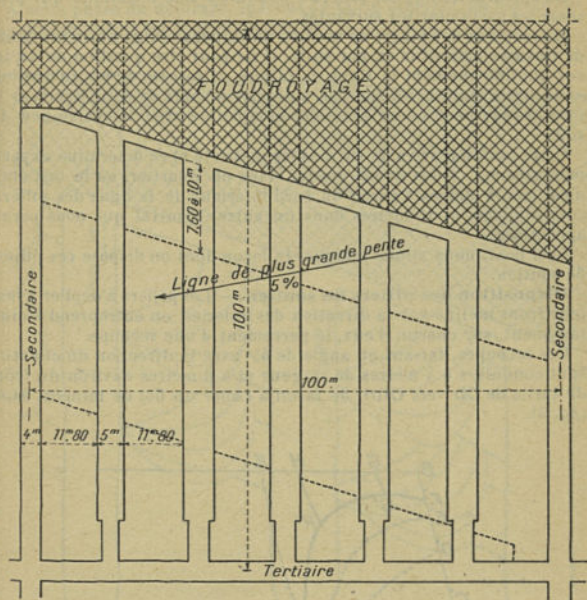 FOUDROYAGE
7,60 à 10m
Ligne de plus grande pente
5%
100m
Secondaire
Secondaire
100m
4m
11m80
5m
11m80
Tertiaire